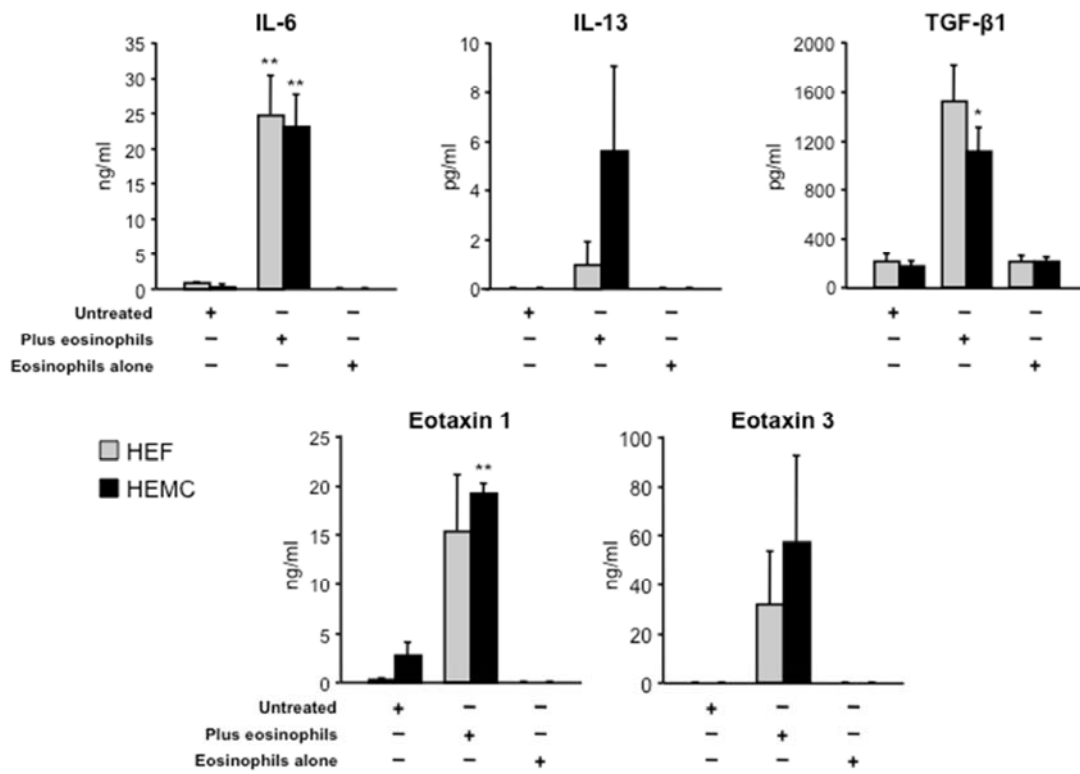 IL-6
IL-13
TGF-β1
35
30
25
20
15
10
5
0
ng/ml
**
**
10
8
6
4
2
0
pg/ml
2000
1600
1200
800
400
0
pg/ml
*
Untreated + − − + − − + − −
Plus eosinophils − + − − + − − + −
Eosinophils alone − − + − − + − − +
HEF
HEMC
Eotaxin 1
Eotaxin 3
25
20
15
10
5
0
ng/ml
**
100
80
60
40
20
0
ng/ml
Untreated + − − + − −
Plus eosinophils − + − − + −
Eosinophils alone − − + − − +